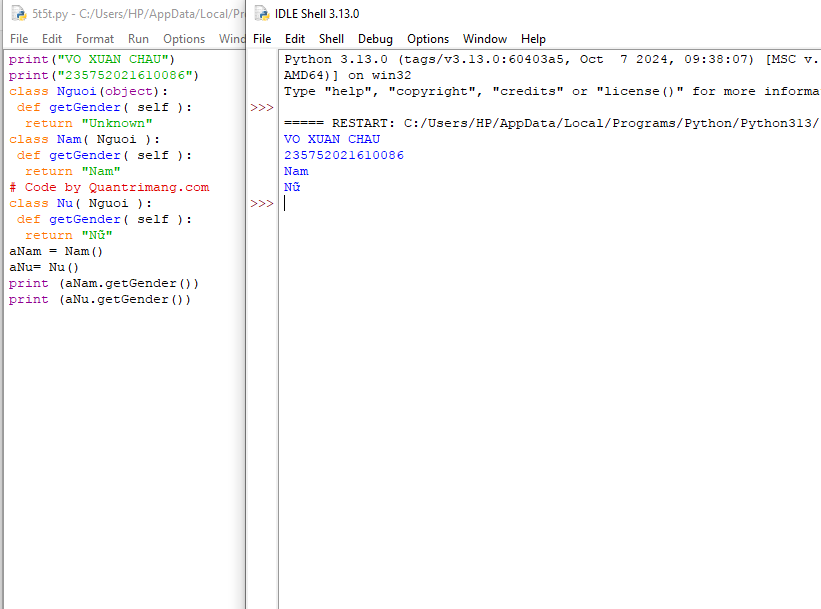 5t5t.py - C:/Users/HP/AppData/Local/Pr
File Edit Format Run Options Wind
print("VO XUAN CHAU")
print("235752021610086")
class Nguoi(object):
 def getGender( self ):
  return "Unknown"
class Nam( Nguoi ):
 def getGender( self ):
  return "Nam"
# Code by Quantrimang.com
class Nu( Nguoi ):
 def getGender( self ):
  return "Nữ"
aNam = Nam()
aNu= Nu()
print (aNam.getGender())
print (aNu.getGender())
IDLE Shell 3.13.0
File Edit Shell Debug Options Window Help
Python 3.13.0 (tags/v3.13.0:60403a5, Oct  7 2024, 09:38:07) [MSC v.
AMD64)] on win32
Type "help", "copyright", "credits" or "license()" for more informa
>>>
===== RESTART: C:/Users/HP/AppData/Local/Programs/Python/Python313/
VO XUAN CHAU
235752021610086
Nam
Nữ
>>>